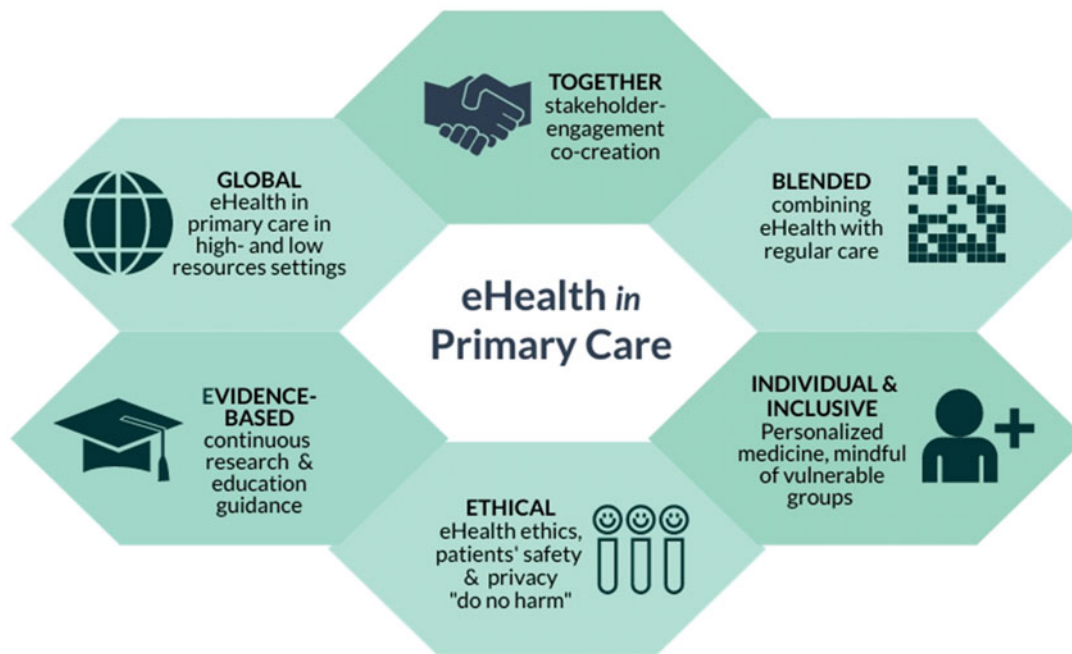 TOGETHER
stakeholder-
engagement
co-creation
GLOBAL
eHealth in
primary care in
high- and low
resources settings
BLENDED
combining
eHealth with
regular care
eHealth in
Primary Care
EVIDENCE-
BASED
continuous
research & 
education
guidance
INDIVIDUAL &
INCLUSIVE
Personalized
medicine, mindful
of vulnerable
groups
ETHICAL
eHealth ethics,
patients' safety
& privacy
"do no harm"